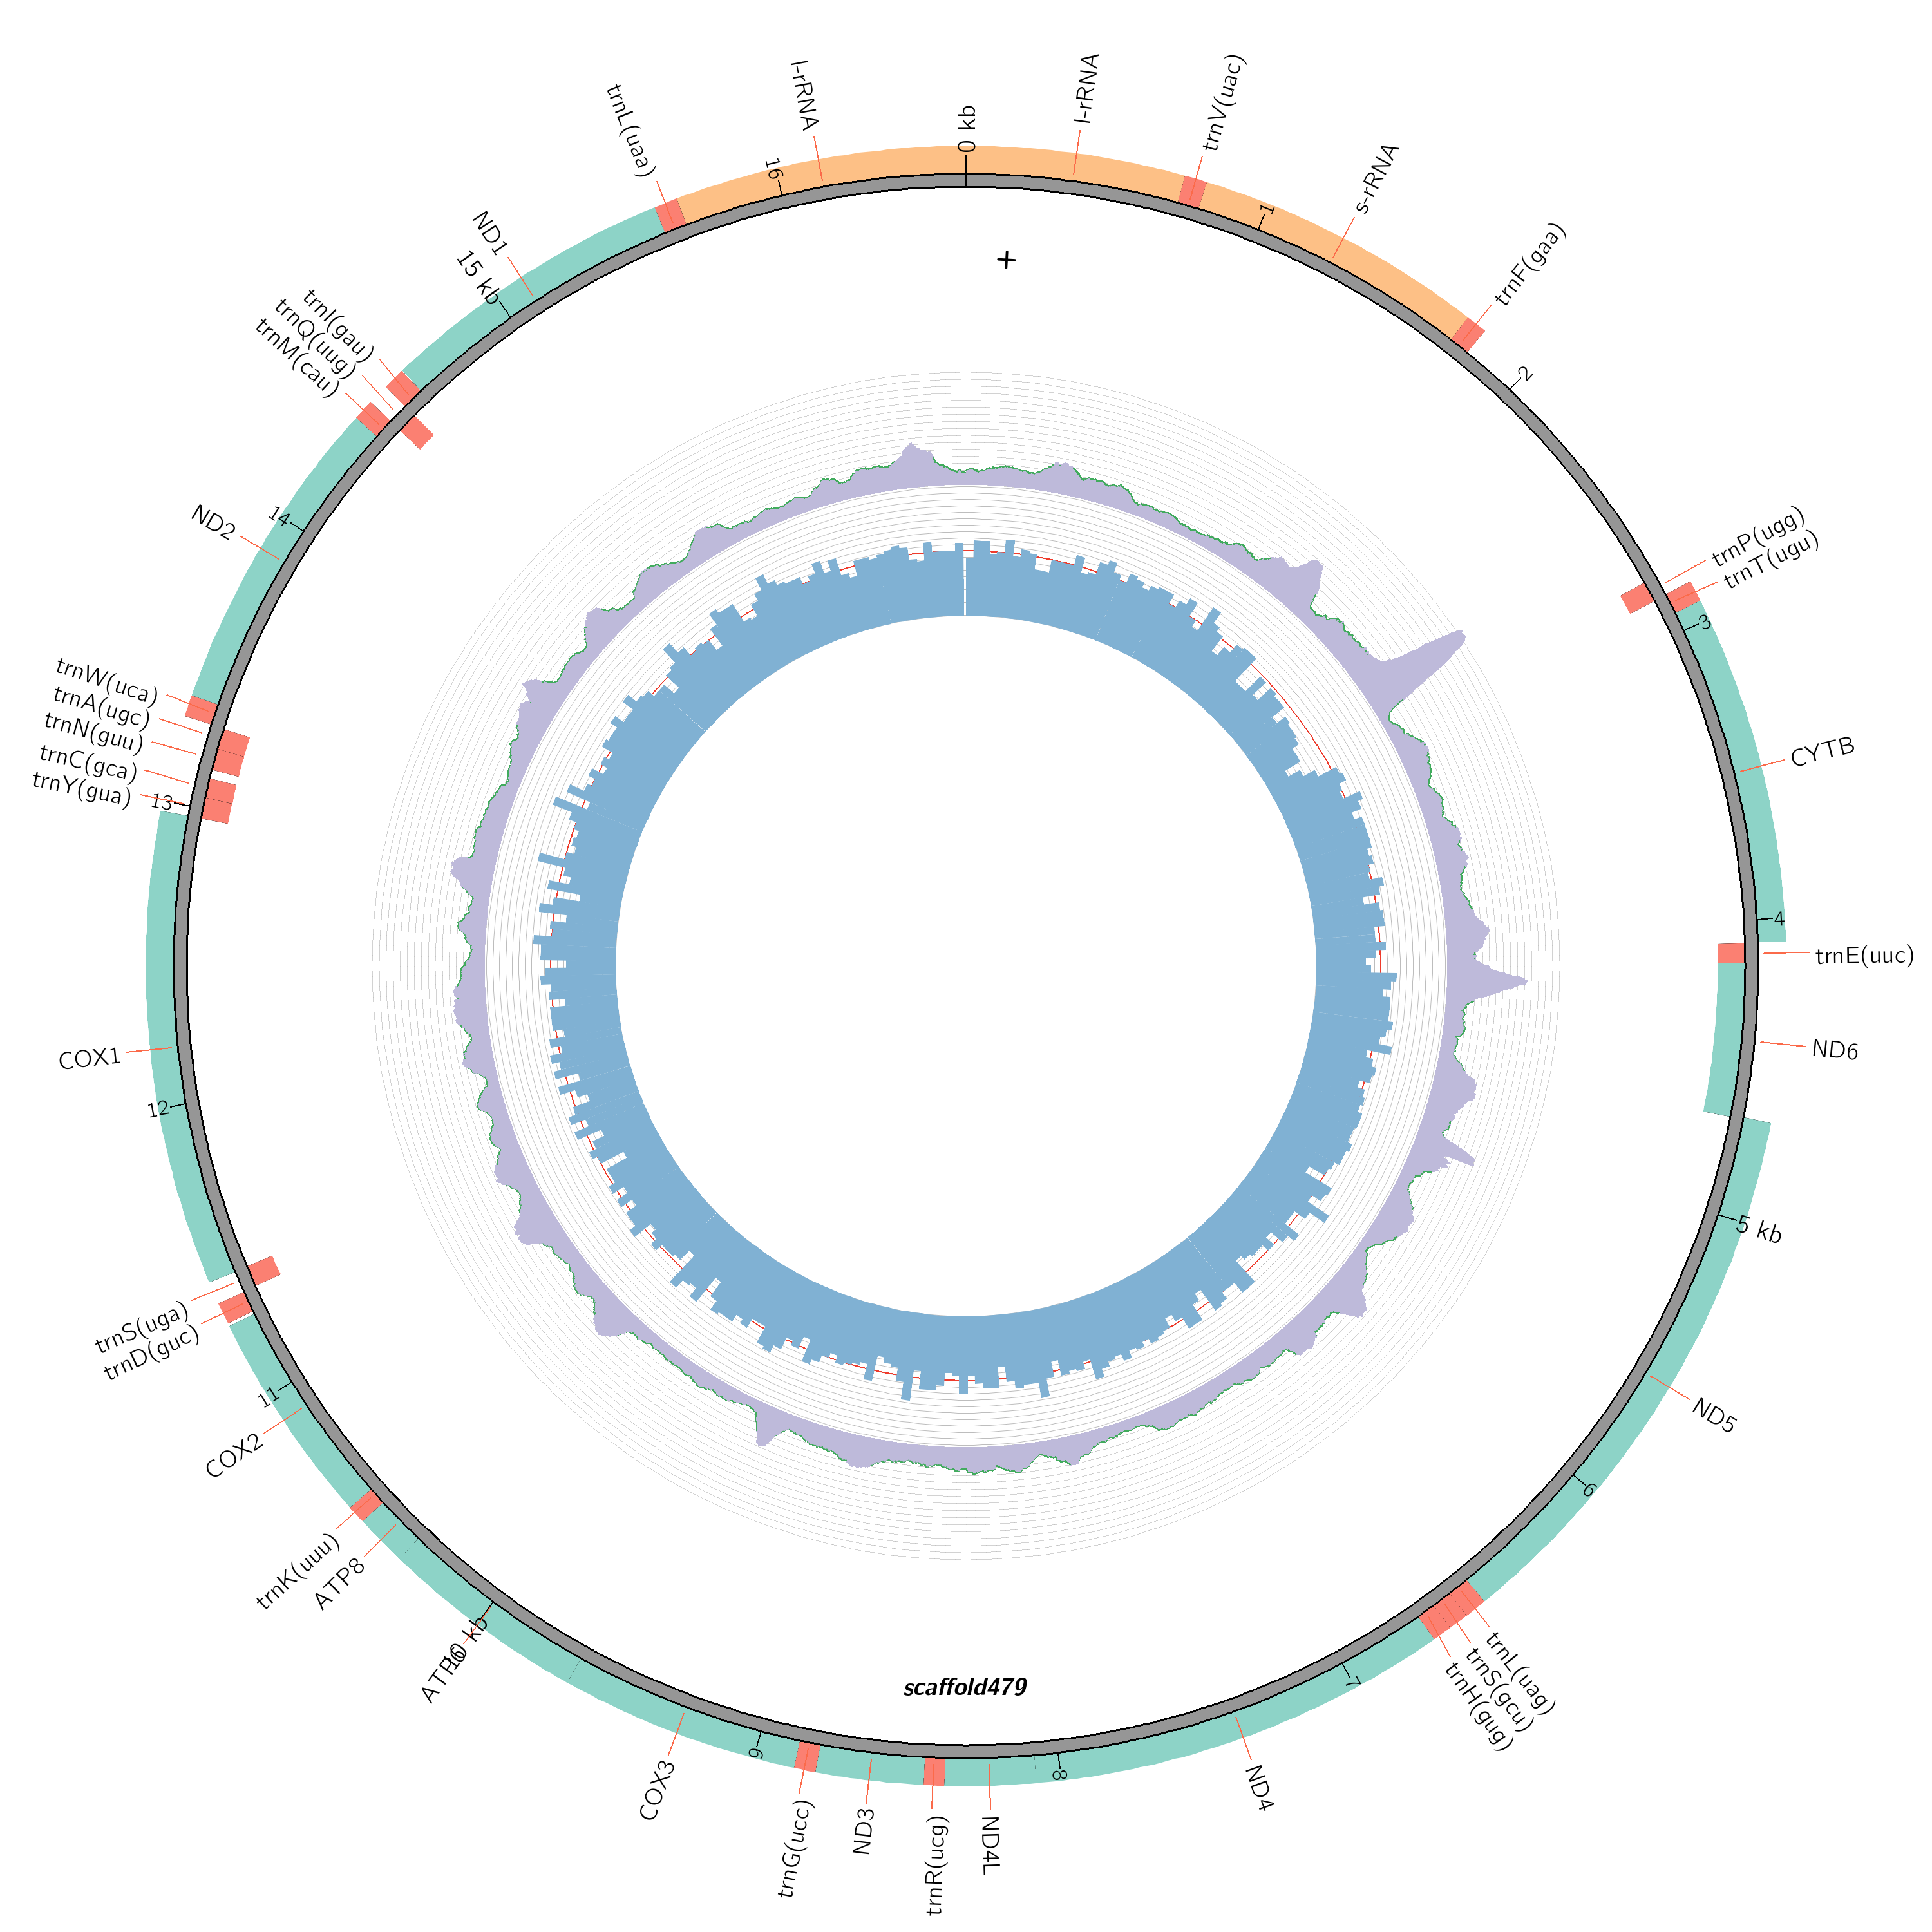 0 kb
l-rRNA
trnV(uac)
1
s-rRNA
trnF(gaa)
2
trnP(ugg)
trnT(ugu)
3
CYTB
4
trnE(uuc)
ND6
5 kb
ND5
6
trnL(uag)
trnS(gcu)
trnH(gug)
7
ND4
8
ND4L
trnR(ucg)
ND3
trnG(ucc)
9
COX3
10 kb
ATP6
ATP8
trnK(uuu)
COX2
11
trnD(guc)
trnS(uga)
12
COX1
13
trnY(gua)
trnC(gca)
trnN(guu)
trnA(ugc)
trnW(uca)
ND2
14
trnM(cau)
trnQ(uug)
trnI(gau)
15 kb
ND1
trnL(uaa)
16
l-rRNA
+
scaffold479